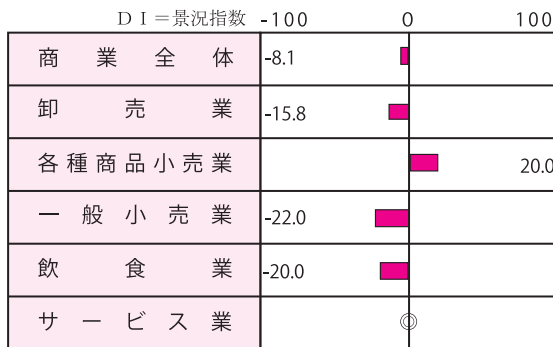 ＤＩ＝景況指数 -100 0 100
商業全体 -8.1
卸売業 -15.8
各種商品小売業 20.0
一般小売業 -22.0
飲食業 -20.0
サービス業 ◎